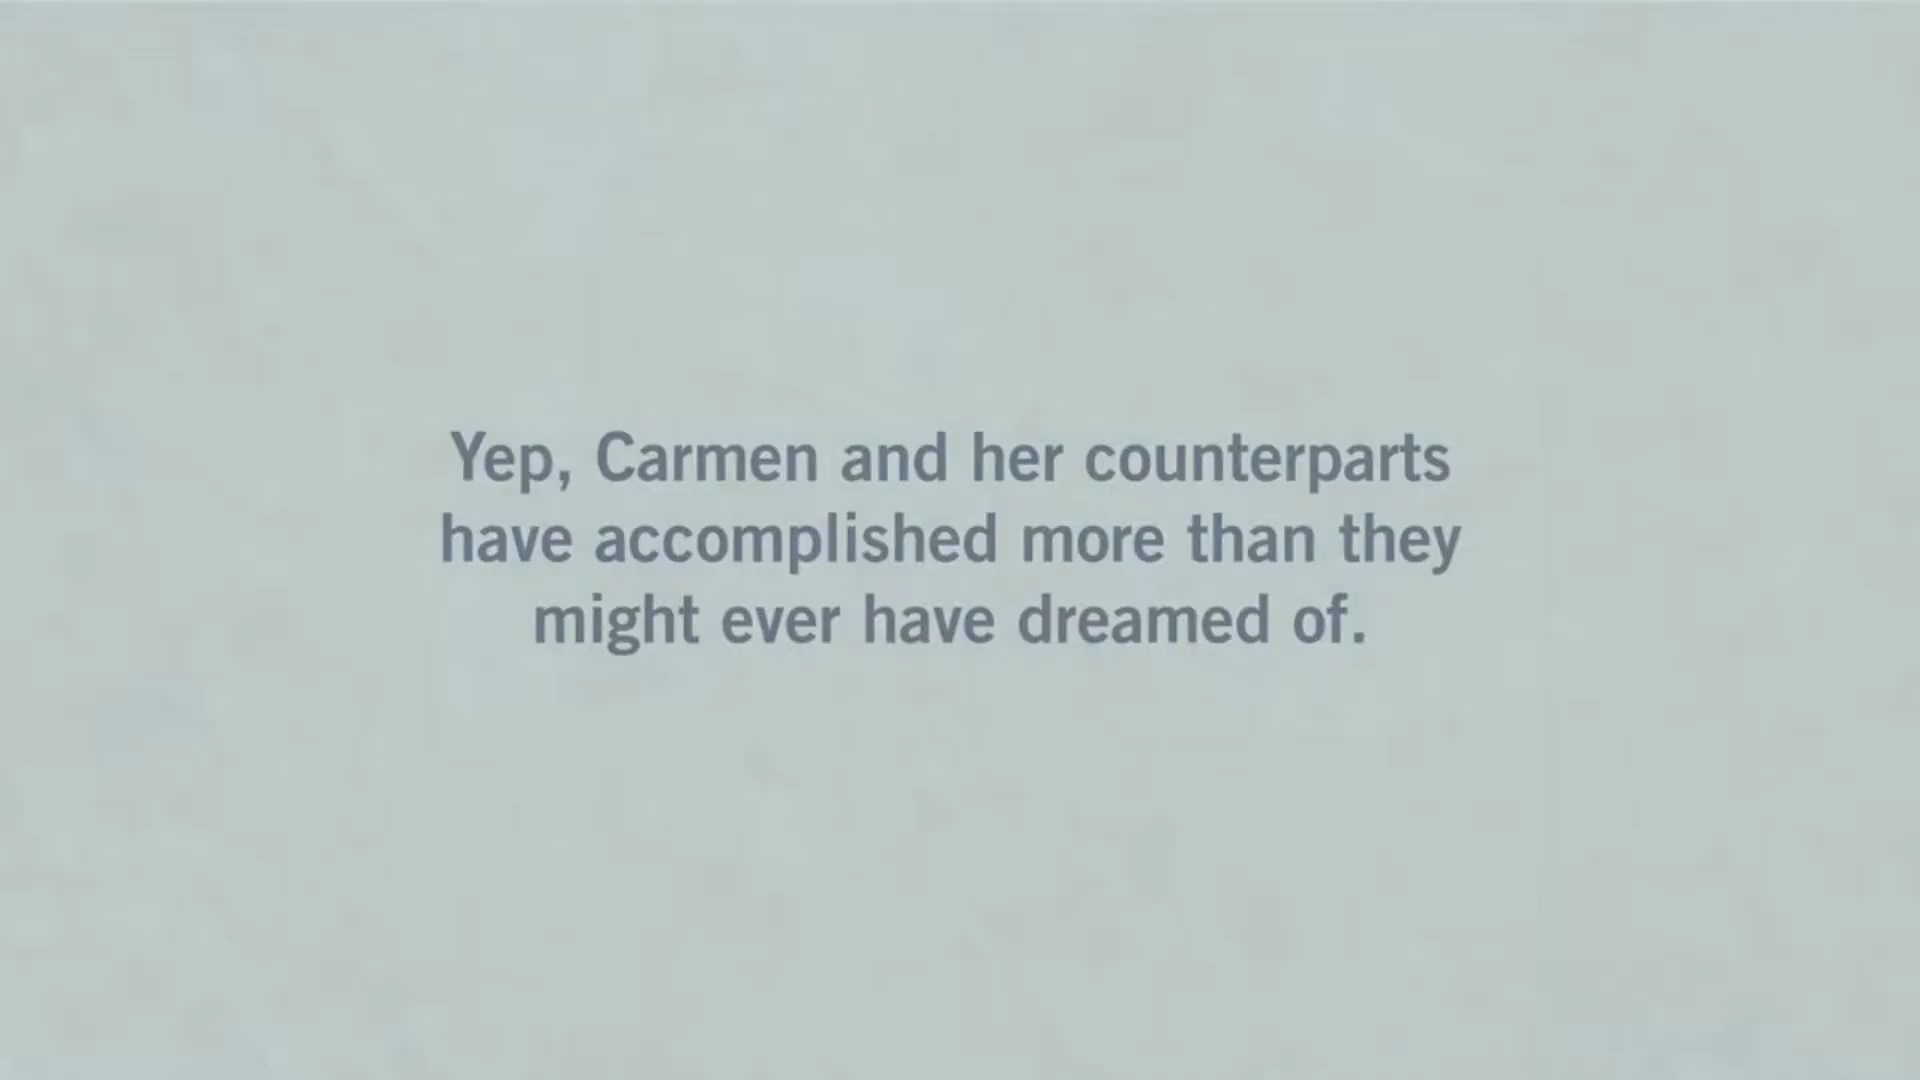 Yep, Carmen and her counterparts
have accomplished more than they
might ever have dreamed of.